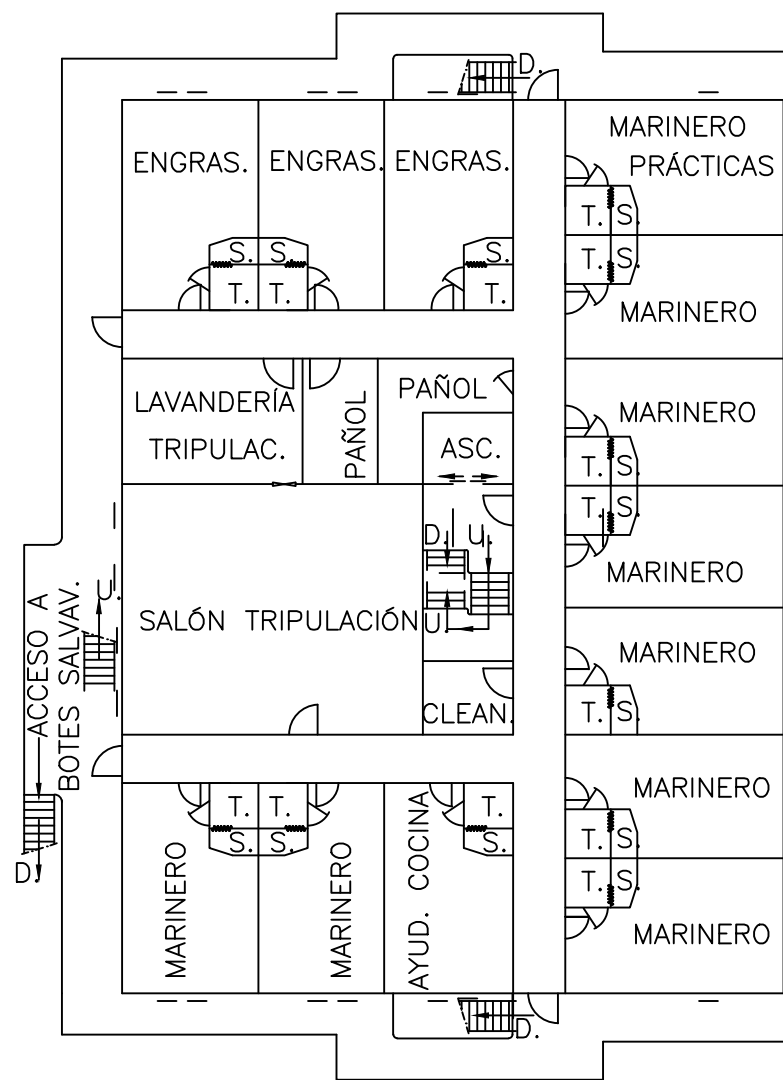 D.
MARINERO
PRÁCTICAS
ENGRAS.
ENGRAS.
ENGRAS.
T. S.
S. S.
S.
T. S.
T. T.
T.
MARINERO
PAÑOL
LAVANDERÍA
TRIPULAC.
PAÑOL
ASC.
MARINERO
T. S.
T. S.
D. U.
MARINERO
U.
ACCESO A
BOTES SALVAV.
SALÓN TRIPULACIÓN
U.
MARINERO
CLEAN.
T. S.
MARINERO
T. T.
T.
S. S.
S.
T. S.
T. S.
D.
MARINERO
MARINERO
AYUD. COCINA
MARINERO
D.